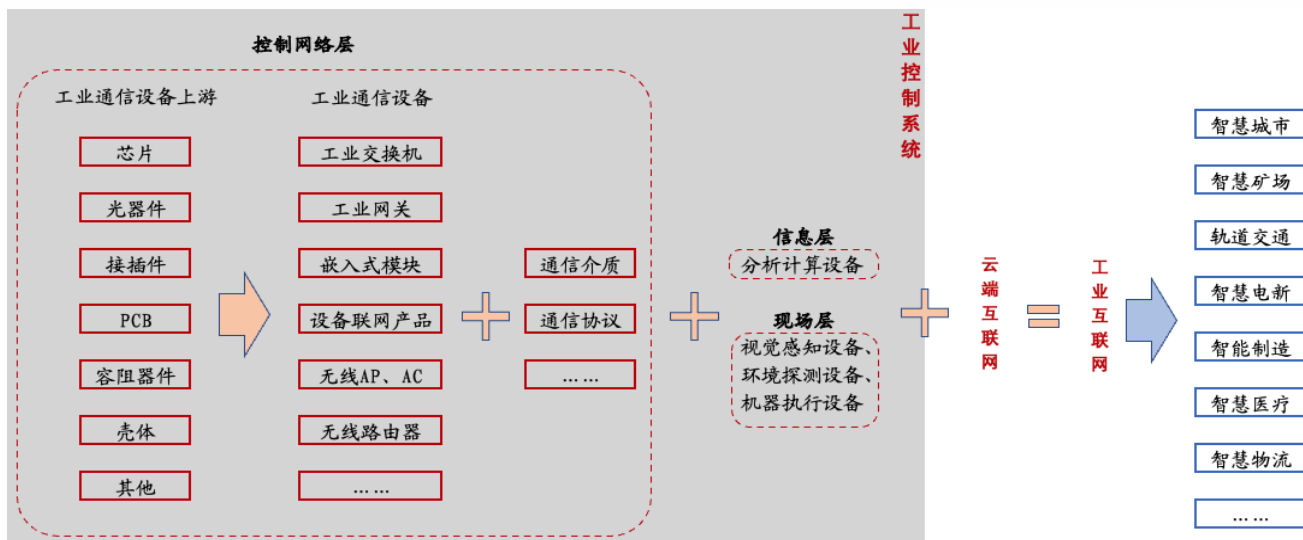 控制网络层
工业通信设备上游
芯片
光器件
接插件
PCB
容阻器件
壳体
其他
工业通信设备
工业交换机
工业网关
嵌入式模块
设备联网产品
无线AP、AC
无线路由器
……
通信介质
通信协议
……
信息层
分析计算设备
现场层
视觉感知设备、
环境探测设备、
机器执行设备
工业控制系统
云端互联网
工业互联网
智慧城市
智慧矿场
轨道交通
智慧电新
智能制造
智慧医疗
智慧物流
……